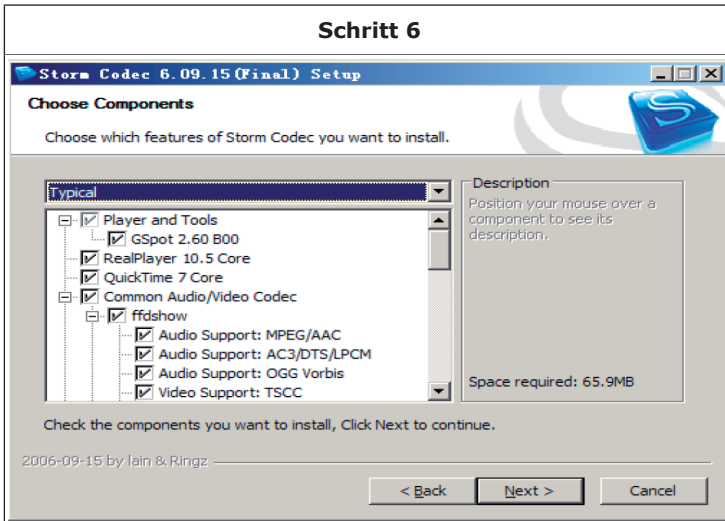 Schritt 6
Storm Codec 6.09.15(Final) Setup
Choose Components
Choose which features of Storm Codec you want to install.
Typical
Player and Tools
GSpot 2.60 B00
RealPlayer 10.5 Core
QuickTime 7 Core
Common Audio/Video Codec
ffdshow
Audio Support: MPEG/AAC
Audio Support: AC3/DTS/LPCM
Audio Support: OGG Vorbis
Video Support: TSCC
Description
Position your mouse over a
component to see its
description.
Space required: 65.9MB
Check the components you want to install, Click Next to continue.
2006-09-15 by lain & Ringz
< Back
Next >
Cancel